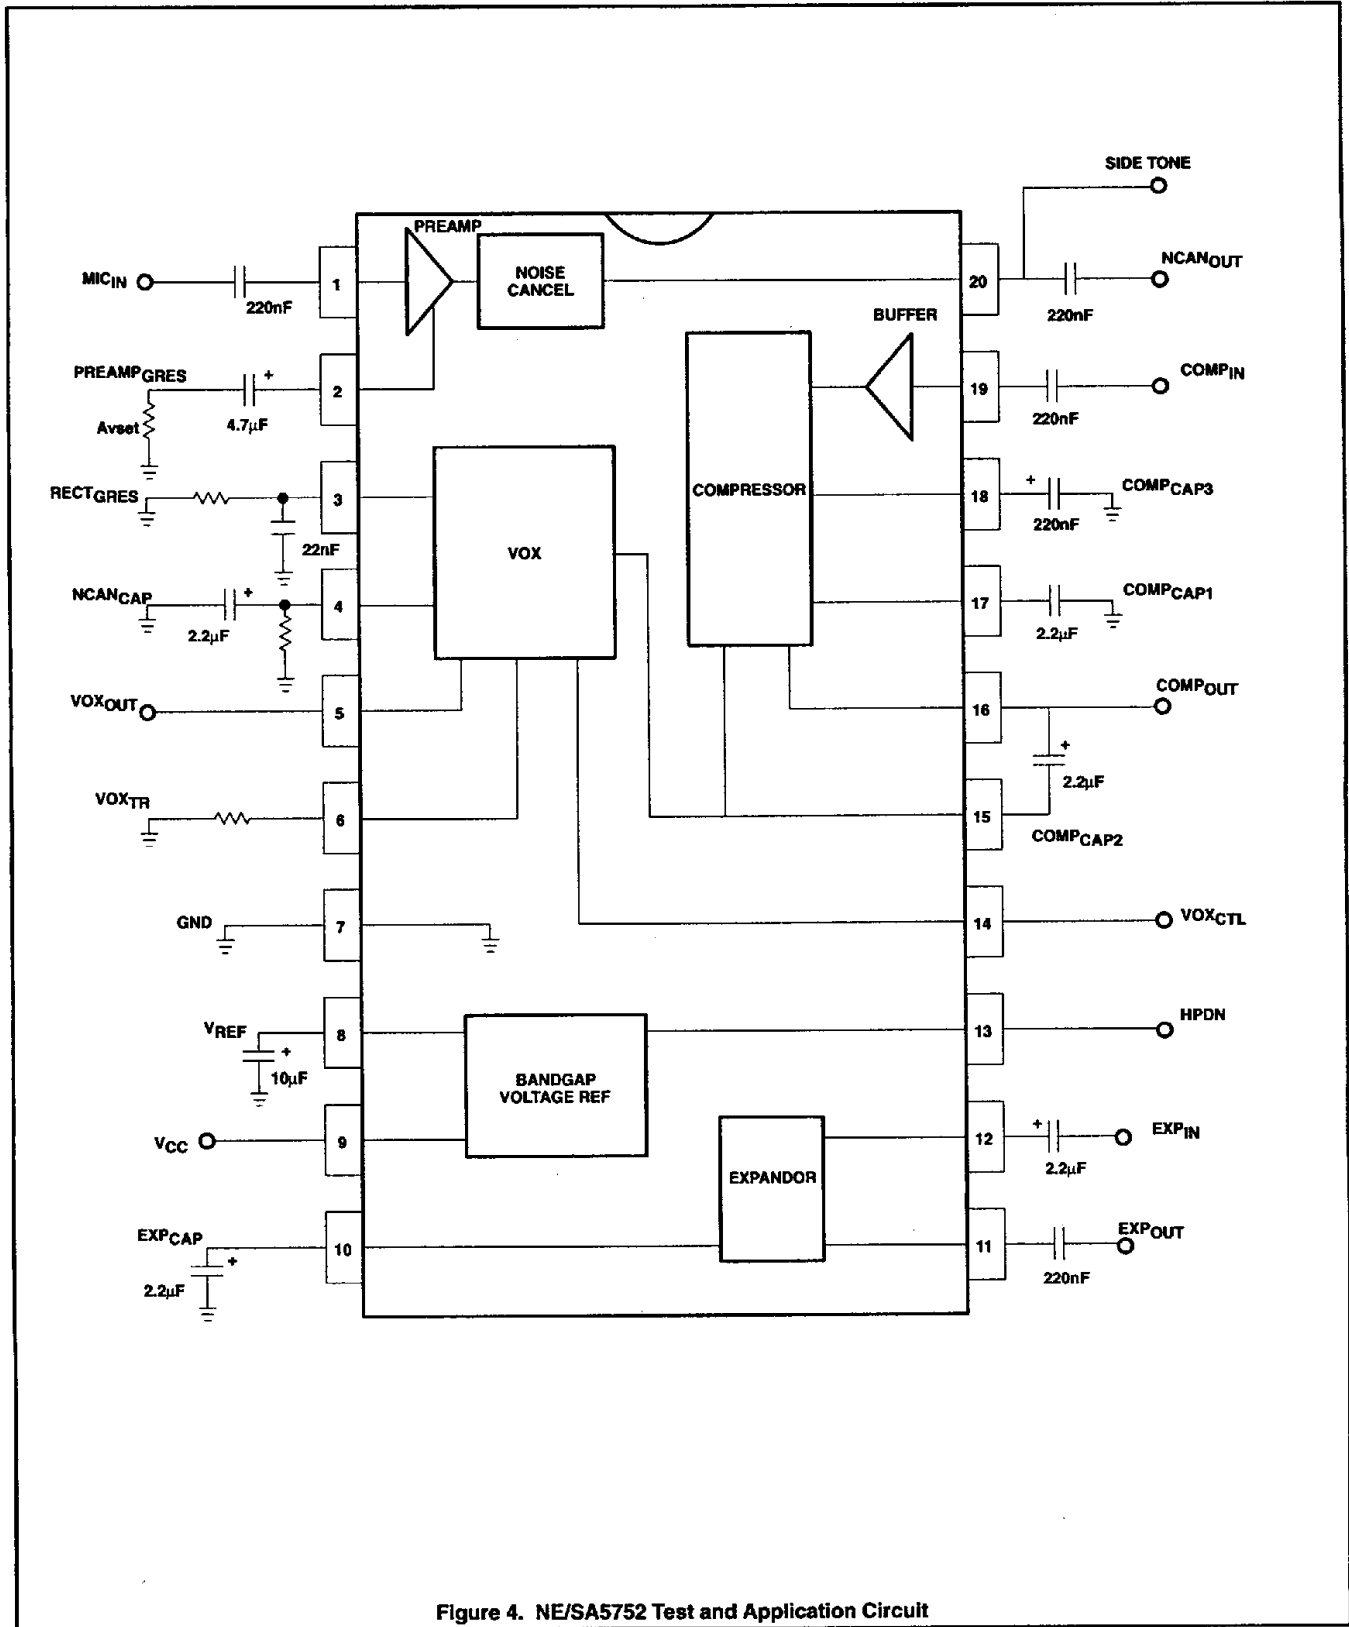 SIDE TONE
PREAMP
MICIN
220nF
1
NOISE
CANCEL
20
NCANOUT
220nF
BUFFER
PREAMPGRES
+
4.7µF
Avset
2
19
COMPIN
220nF
RECTGRES
3
22nF
VOX
COMPRESSOR
18
+
220nF
COMPCAP3
NCANCAP
+
2.2µF
4
17
2.2µF
COMPCAP1
VOXOUT
5
16
COMPOUT
+
2.2µF
VOXTR
6
15
COMPCAP2
GND
7
14
VOXCTL
VREF
+
10µF
8
BANDGAP
VOLTAGE REF
13
HPDN
VCC
9
12
+
2.2µF
EXPIN
EXPANDOR
EXPCAP
+
2.2µF
10
11
220nF
EXPOUT
Figure 4. NE/SA5752 Test and Application Circuit